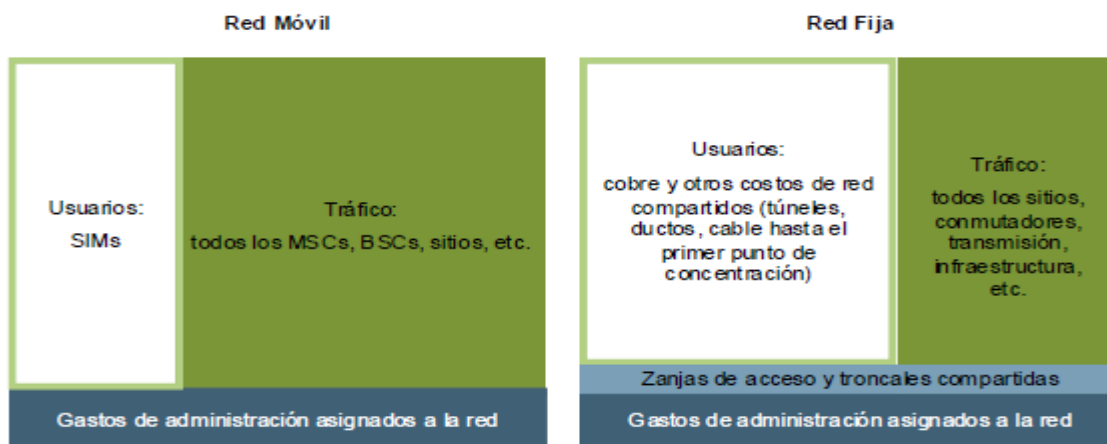 Red Móvil
Usuarios:
SIMs
Tráfico:
todos los MSCs, BSCs, sitios, etc.
Gastos de administración asignados a la red
Red Fija
Usuarios:
cobre y otros costos de red
compartidos (túneles,
ductos, cable hasta el
primer punto de
concentración)
Tráfico:
todos los sitios,
conmutadores,
transmisión,
infraestructura,
etc.
Zanjas de acceso y troncales compartidas
Gastos de administración asignados a la red